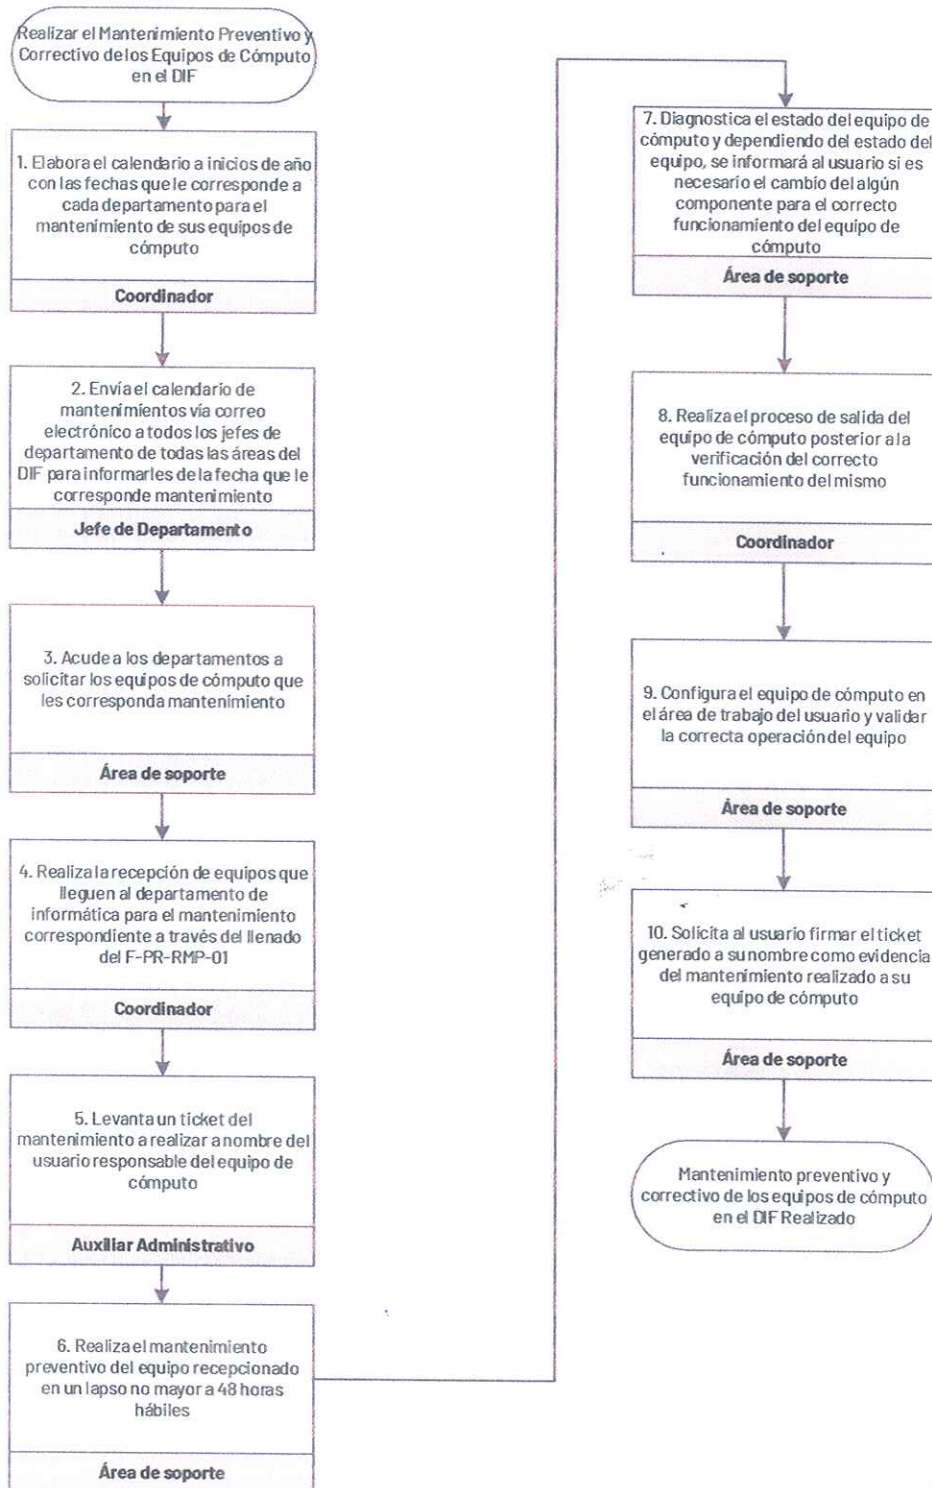 Realizar el Mantenimiento Preventivo y
Correctivo de los Equipos de Cómputo
en el DIF
1. Elabora el calendario a inicios de año
con las fechas que le corresponde a
cada departamento para el
mantenimiento de sus equipos de
cómputo
Coordinador
2. Envía el calendario de
mantenimientos vía correo
electrónico a todos los jefes de
departamento de todas las áreas del
DIF para informarles de la fecha que le
corresponde mantenimiento
Jefe de Departamento
3. Acude a los departamentos a
solicitar los equipos de cómputo que
les corresponda mantenimiento
Área de soporte
4. Realiza la recepción de equipos que
lleguen al departamento de
informática para el mantenimiento
correspondiente a través del llenado
del F-PR-RMP-01
Coordinador
5. Levanta un ticket del
mantenimiento a realizar a nombre del
usuario responsable del equipo de
cómputo
Auxiliar Administrativo
6. Realiza el mantenimiento
preventivo del equipo recepcionado
en un lapso no mayor a 48 horas
hábiles
Área de soporte
7. Diagnostica el estado del equipo de
cómputo y dependiendo del estado del
equipo, se informará al usuario si es
necesario el cambio del algún
componente para el correcto
funcionamiento del equipo de
cómputo
Área de soporte
8. Realiza el proceso de salida del
equipo de cómputo posterior a la
verificación del correcto
funcionamiento del mismo
Coordinador
9. Configura el equipo de cómputo en
el área de trabajo del usuario y validar
la correcta operación del equipo
Área de soporte
10. Solicita al usuario firmar el ticket
generado a su nombre como evidencia
del mantenimiento realizado a su
equipo de cómputo
Área de soporte
Mantenimiento preventivo y
correctivo de los equipos de cómputo
en el DIF Realizado